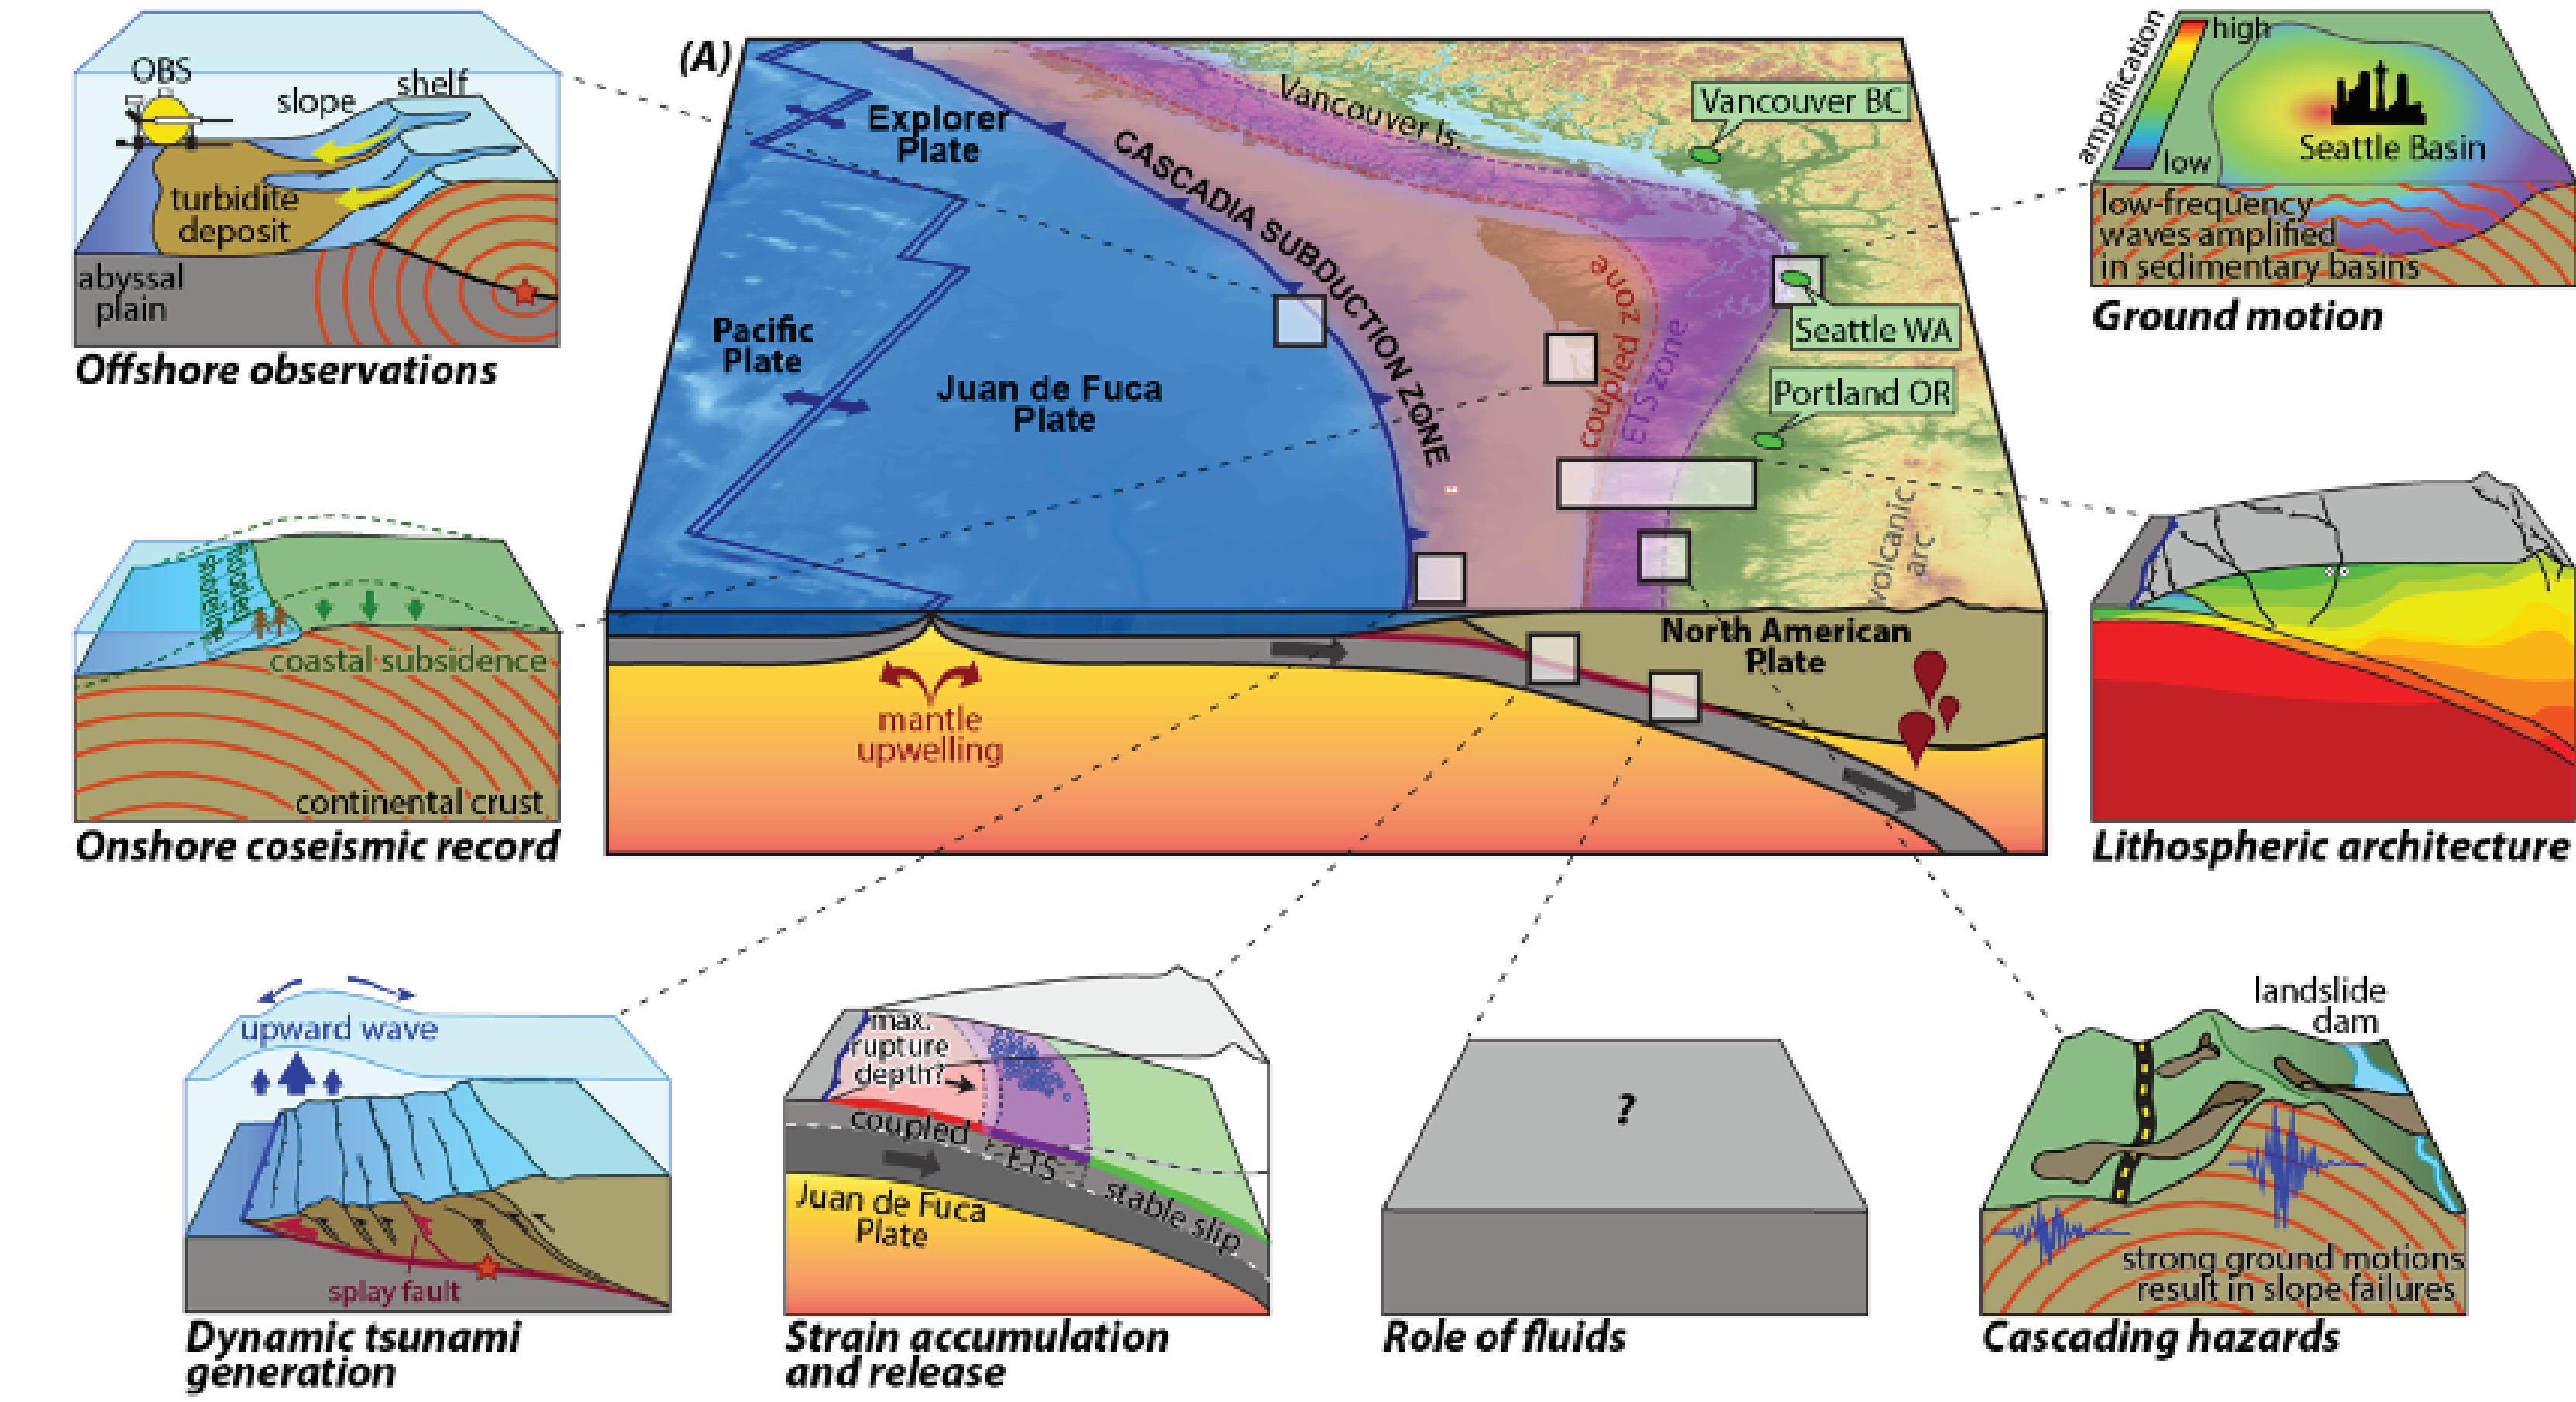 (A)
Explorer
Plate
Pacific
Plate
Juan de Fuca
Plate
CASCADIA SUBDUCTION ZONE
Vancouver Is.
Vancouver BC
Seattle WA
Portland OR
coupled zone
ETS zone
volcanic
arc
North American
Plate
mantle
upwelling
OBS
slope
shelf
turbidite
deposit
abyssal
plain
Offshore observations
amplification
high
low
Seattle Basin
low-frequency
waves amplified
in sedimentary basins
Ground motion
coastal subsidence
continental crust
Onshore coseismic record
Lithospheric architecture
upward wave
splay fault
Dynamic tsunami
generation
max.
rupture
depth?
coupled
ETS
stable slip
Juan de Fuca
Plate
Strain accumulation
and release
?
Role of fluids
landslide
dam
strong ground motions
result in slope failures
Cascading hazards